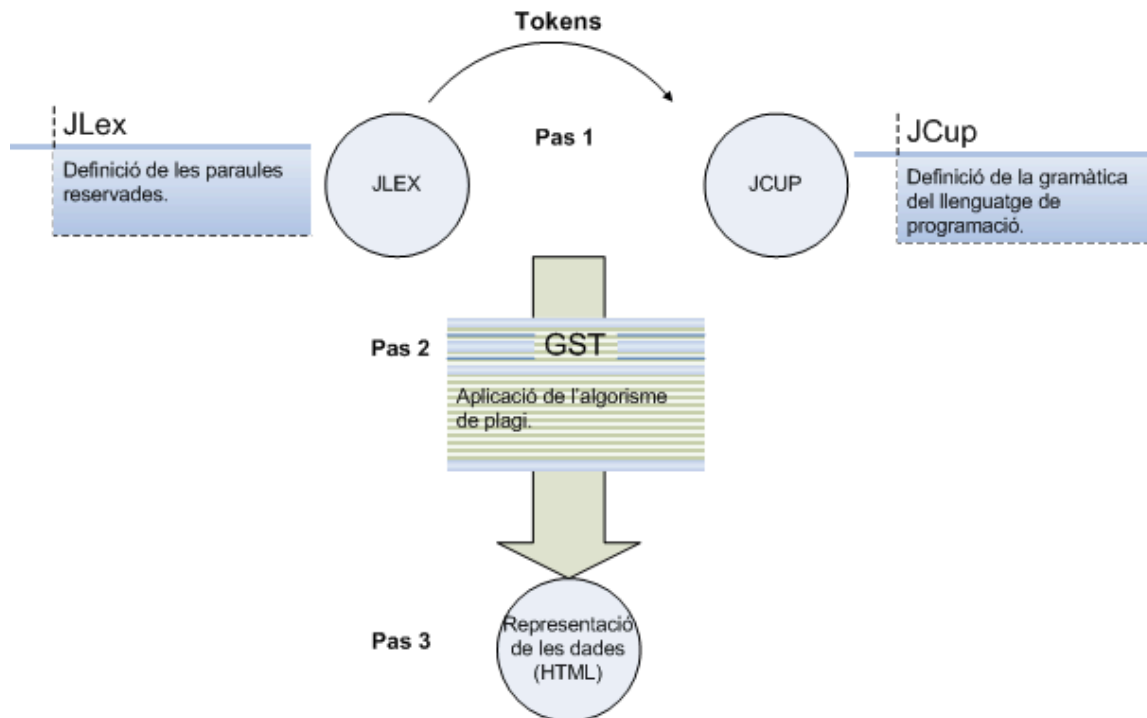 Tokens
JLex
Definició de les paraules
reservades.
JLEX
Pas 1
JCUP
JCup
Definició de la gramàtica
del llenguatge de
programació.
Pas 2
GST
Aplicació de l'algorisme
de plagi.
Pas 3
Representació
de les dades
(HTML)